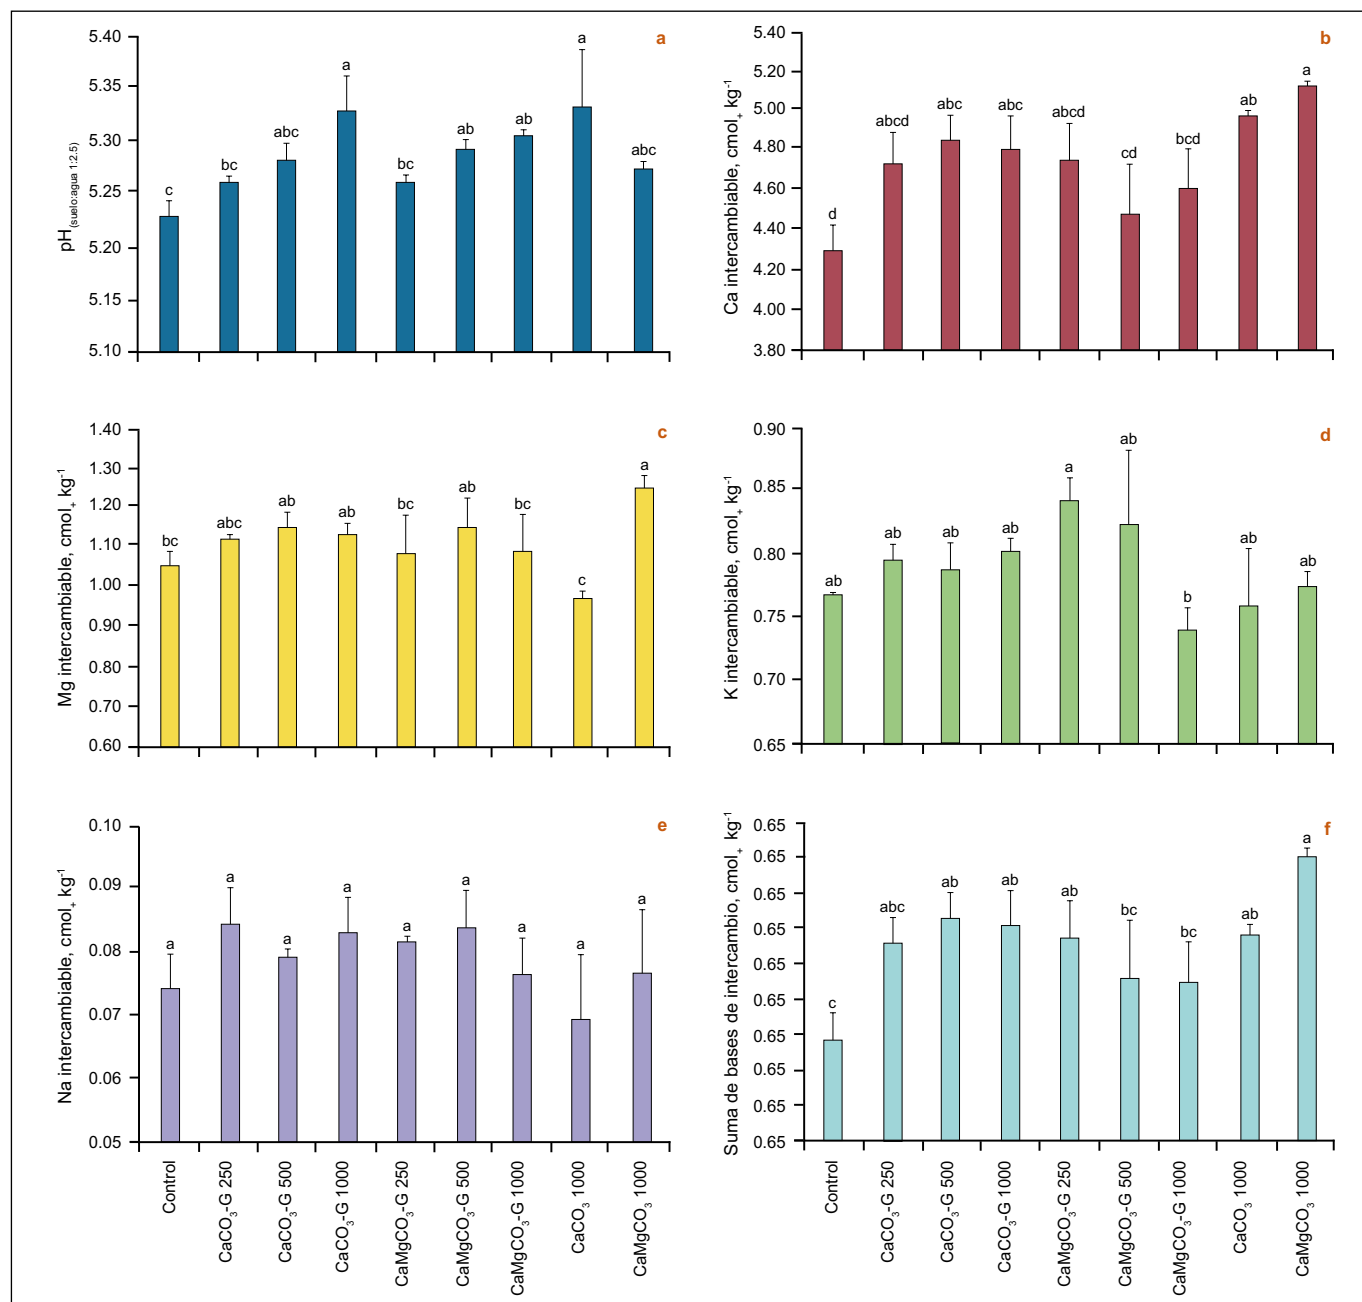 a
pH(suelo:agua 1:2.5)
5.40
5.35
5.30
5.25
5.20
5.15
5.10
c
bc
abc
a
bc
ab
ab
a
abc
b
Ca intercambiable, cmol+ kg-1
5.40
5.20
5.00
4.80
4.60
4.40
4.20
4.00
3.80
d
abcd
abc
abc
abcd
cd
bcd
ab
a
c
Mg intercambiable, cmol+ kg-1
1.40
1.30
1.20
1.10
1.00
0.90
0.80
0.70
0.60
bc
abc
ab
ab
bc
ab
bc
c
a
d
K intercambiable, cmol+ kg-1
0.90
0.85
0.80
0.75
0.70
0.65
ab
ab
ab
ab
a
ab
b
ab
ab
e
Na intercambiable, cmol+ kg-1
0.10
0.09
0.08
0.07
0.06
0.05
a
a
a
a
a
a
a
a
a
Control
CaCO3-G 250
CaCO3-G 500
CaCO3-G 1000
CaMgCO3-G 250
CaMgCO3-G 500
CaMgCO3-G 1000
CaCO3 1000
CaMgCO3 1000
f
Suma de bases de intercambio, cmol+ kg-1
0.65
0.65
0.65
0.65
0.65
0.65
0.65
0.65
0.65
0.65
c
abc
ab
ab
ab
bc
bc
ab
a
Control
CaCO3-G 250
CaCO3-G 500
CaCO3-G 1000
CaMgCO3-G 250
CaMgCO3-G 500
CaMgCO3-G 1000
CaCO3 1000
CaMgCO3 1000